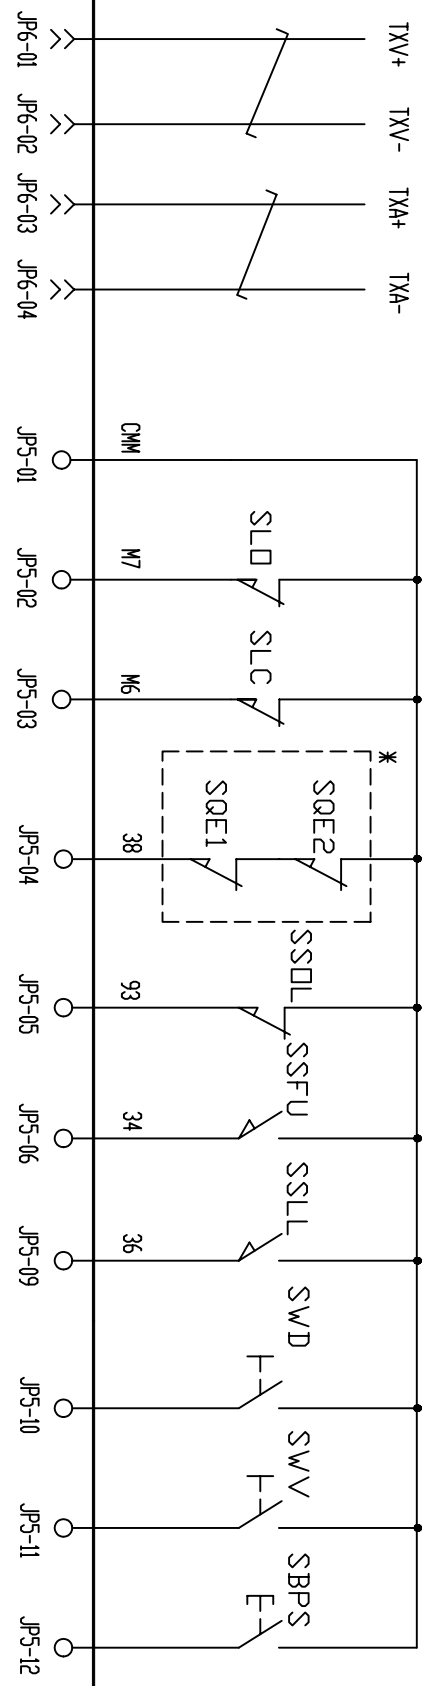 JP6-01
TXV+
JP6-02
TXV-
JP6-03
TXA+
JP6-04
TXA-
JP5-01
CMM
JP5-02
M7
SLO
JP5-03
M6
SLC
*
JP5-04
38
SQE1
SQE2
JP5-05
93
SSOL
JP5-06
34
SSFU
JP5-09
36
SSLL
JP5-10
SWD
JP5-11
SWV
JP5-12
SBPS